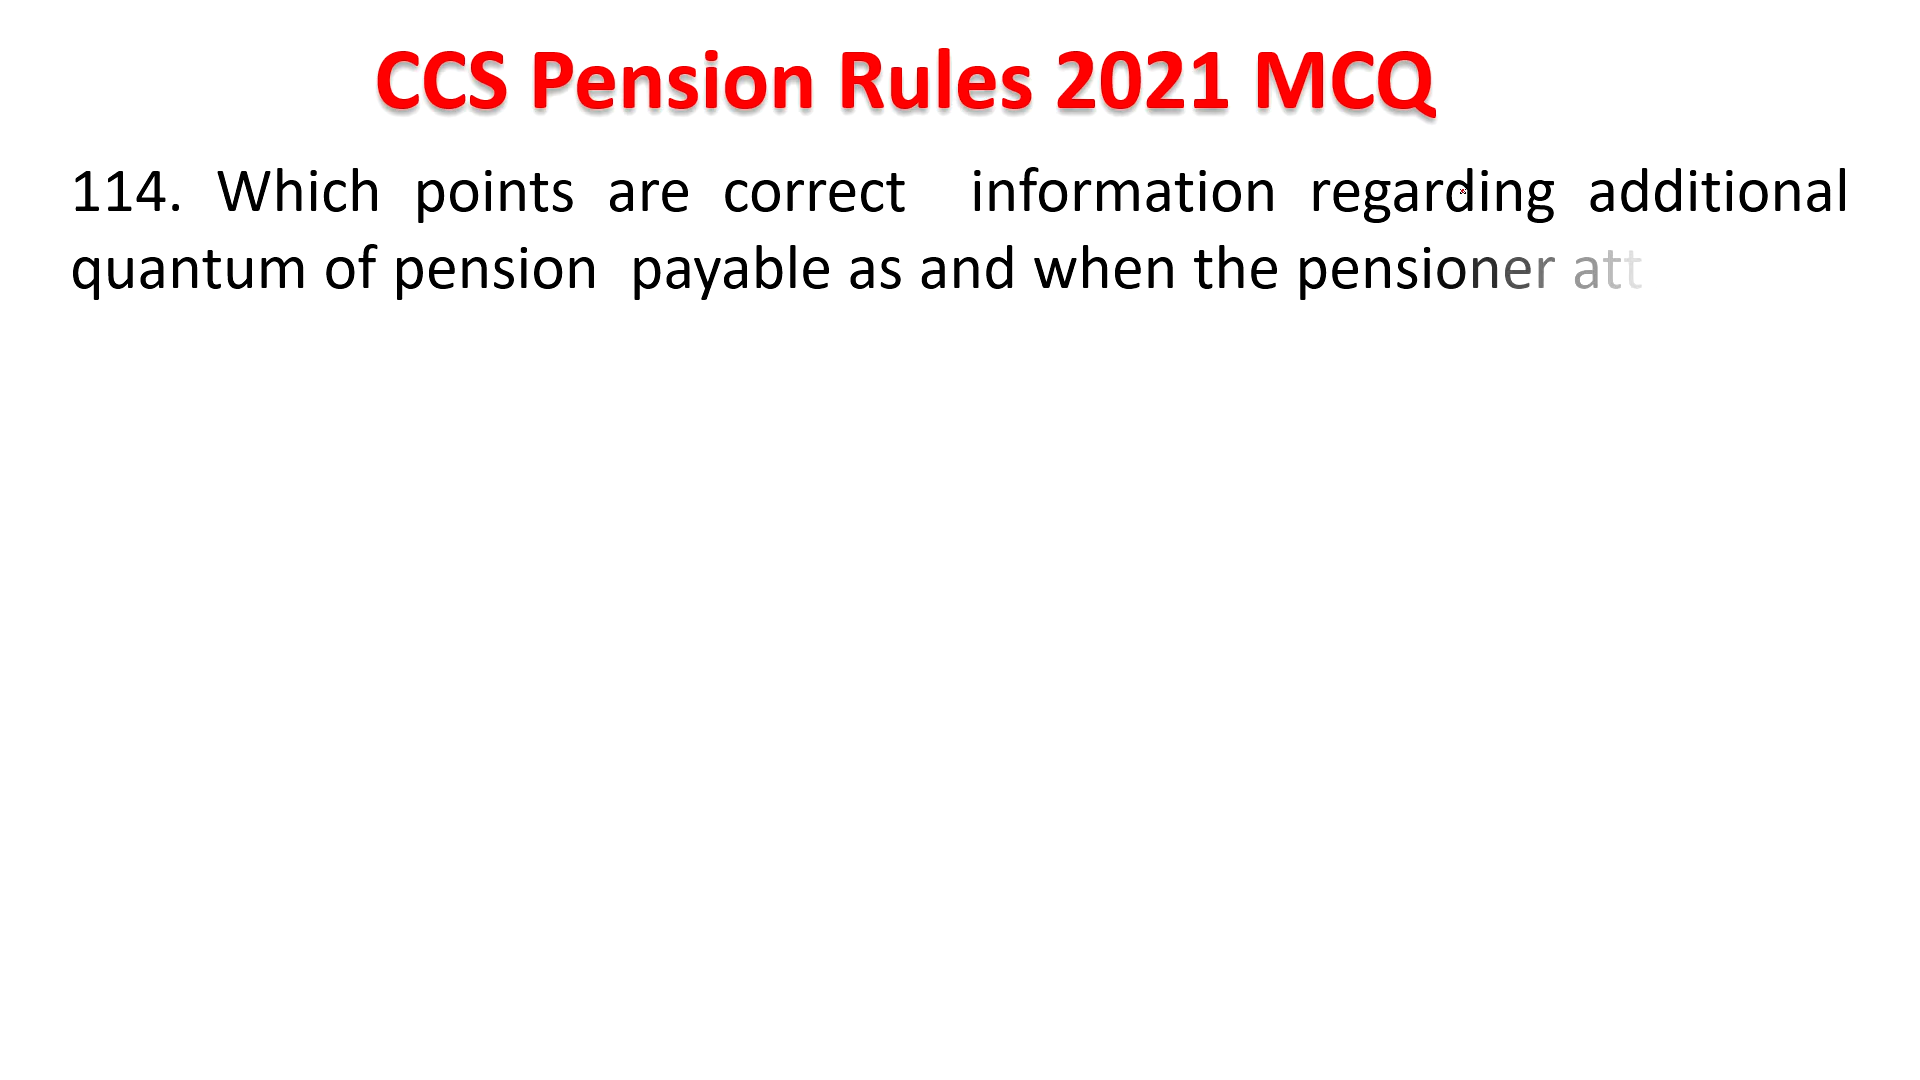 CCS Pension Rules 2021 MCQ
114. Which points are correct information regarding additional
quantum of pension payable as and when the pensioner att